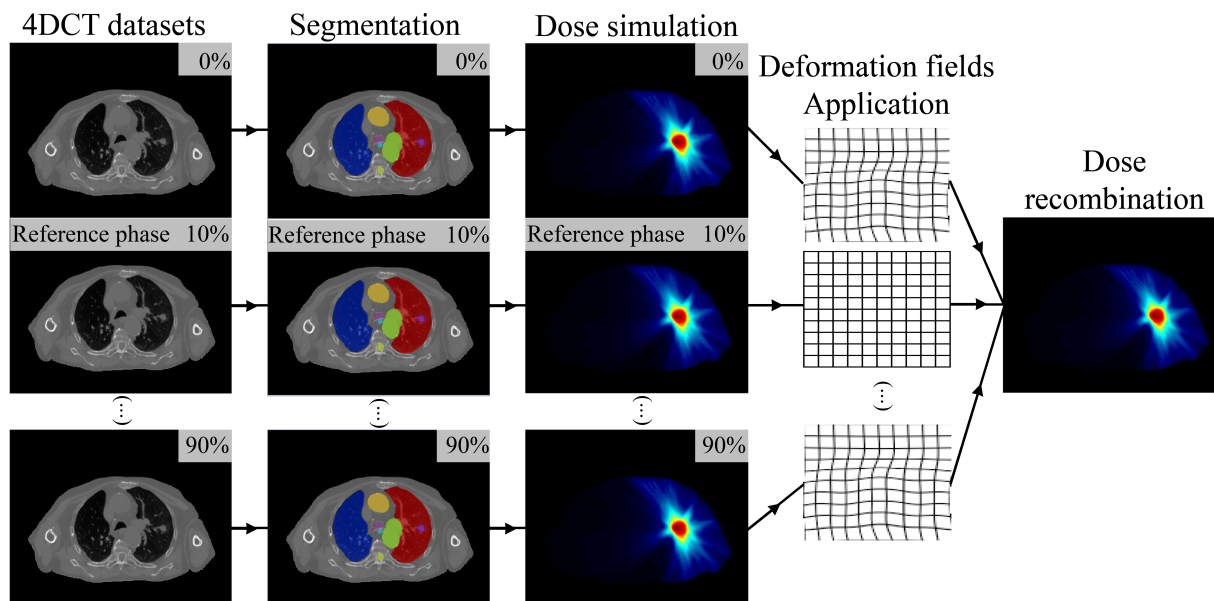 4DCT datasets
Segmentation
Dose simulation
Deformation fields
Application
Dose
recombination
0%
0%
0%
Reference phase 10%
Reference phase 10%
Reference phase 10%
(...)
(...)
(...)
(...)
90%
90%
90%